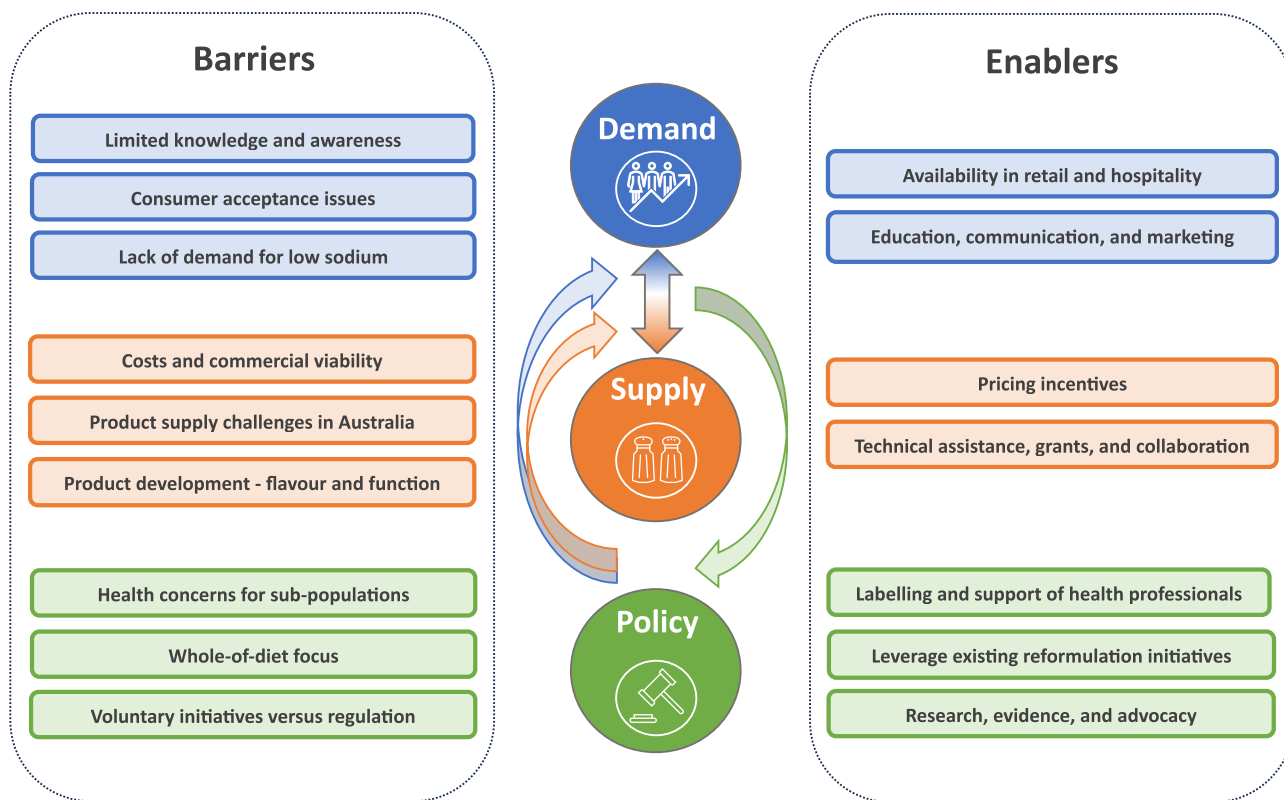 Barriers
Limited knowledge and awareness
Consumer acceptance issues
Lack of demand for low sodium
Costs and commercial viability
Product supply challenges in Australia
Product development - flavour and function
Health concerns for sub-populations
Whole-of-diet focus
Voluntary initiatives versus regulation
Demand
Supply
Policy
Enablers
Availability in retail and hospitality
Education, communication, and marketing
Pricing incentives
Technical assistance, grants, and collaboration
Labelling and support of health professionals
Leverage existing reformulation initiatives
Research, evidence, and advocacy